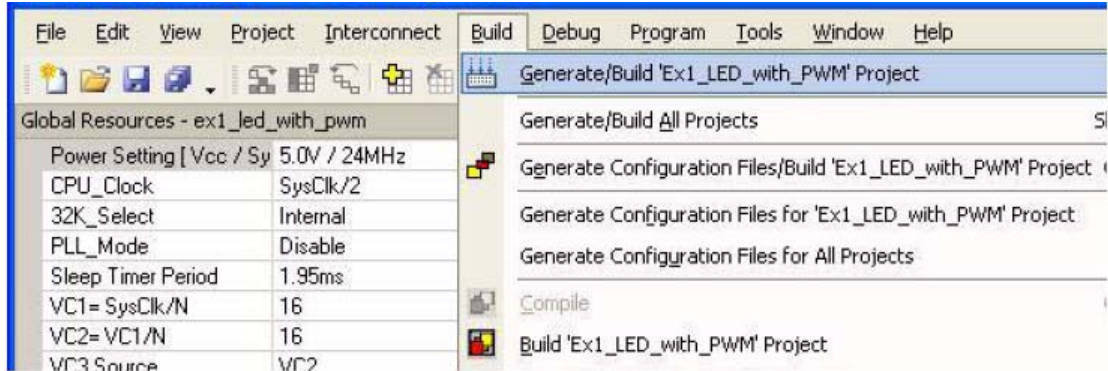 File Edit View Project Interconnect Build Debug Program Tools Window Help
Generate/Build 'Ex1_LED_with_PWM' Project
Global Resources - ex1_led_with_pwm
Generate/Build All Projects
Power Setting [ Vcc / Sy 5.0V / 24MHz
Generate Configuration Files/Build 'Ex1_LED_with_PWM' Project
CPU_Clock SysClk/2
32K_Select Internal
Generate Configuration Files for 'Ex1_LED_with_PWM' Project
PLL_Mode Disable
Generate Configuration Files for All Projects
Sleep Timer Period 1.95ms
VC1= SysClk/N 16
Compile
VC2= VC1/N 16
Build 'Ex1_LED_with_PWM' Project
VC3 Source VC2